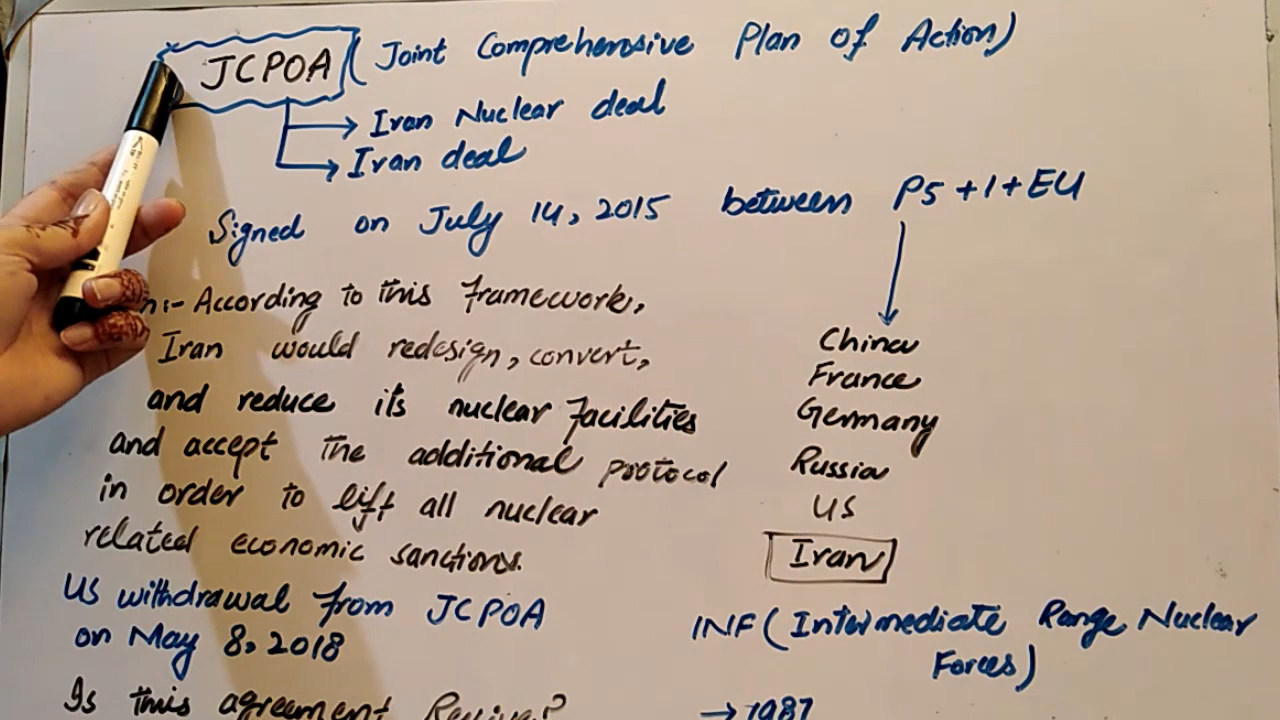 JCPOA (Joint Comprehensive Plan of Action)
→ Iran Nuclear deal
→ Iran deal
Signed on July 14, 2015 between P5+1+EU
n:- According to this framework,
Iran would redesign, convert,
and reduce its nuclear facilities
and accept the additional protocol
in order to lift all nuclear
related economic sanctions.
US withdrawal from JCPOA
on May 8, 2018
Is this agreement Revive?
China
France
Germany
Russia
US
Iran
INF (Intermediate Range Nuclear
Forces)
→ 1987